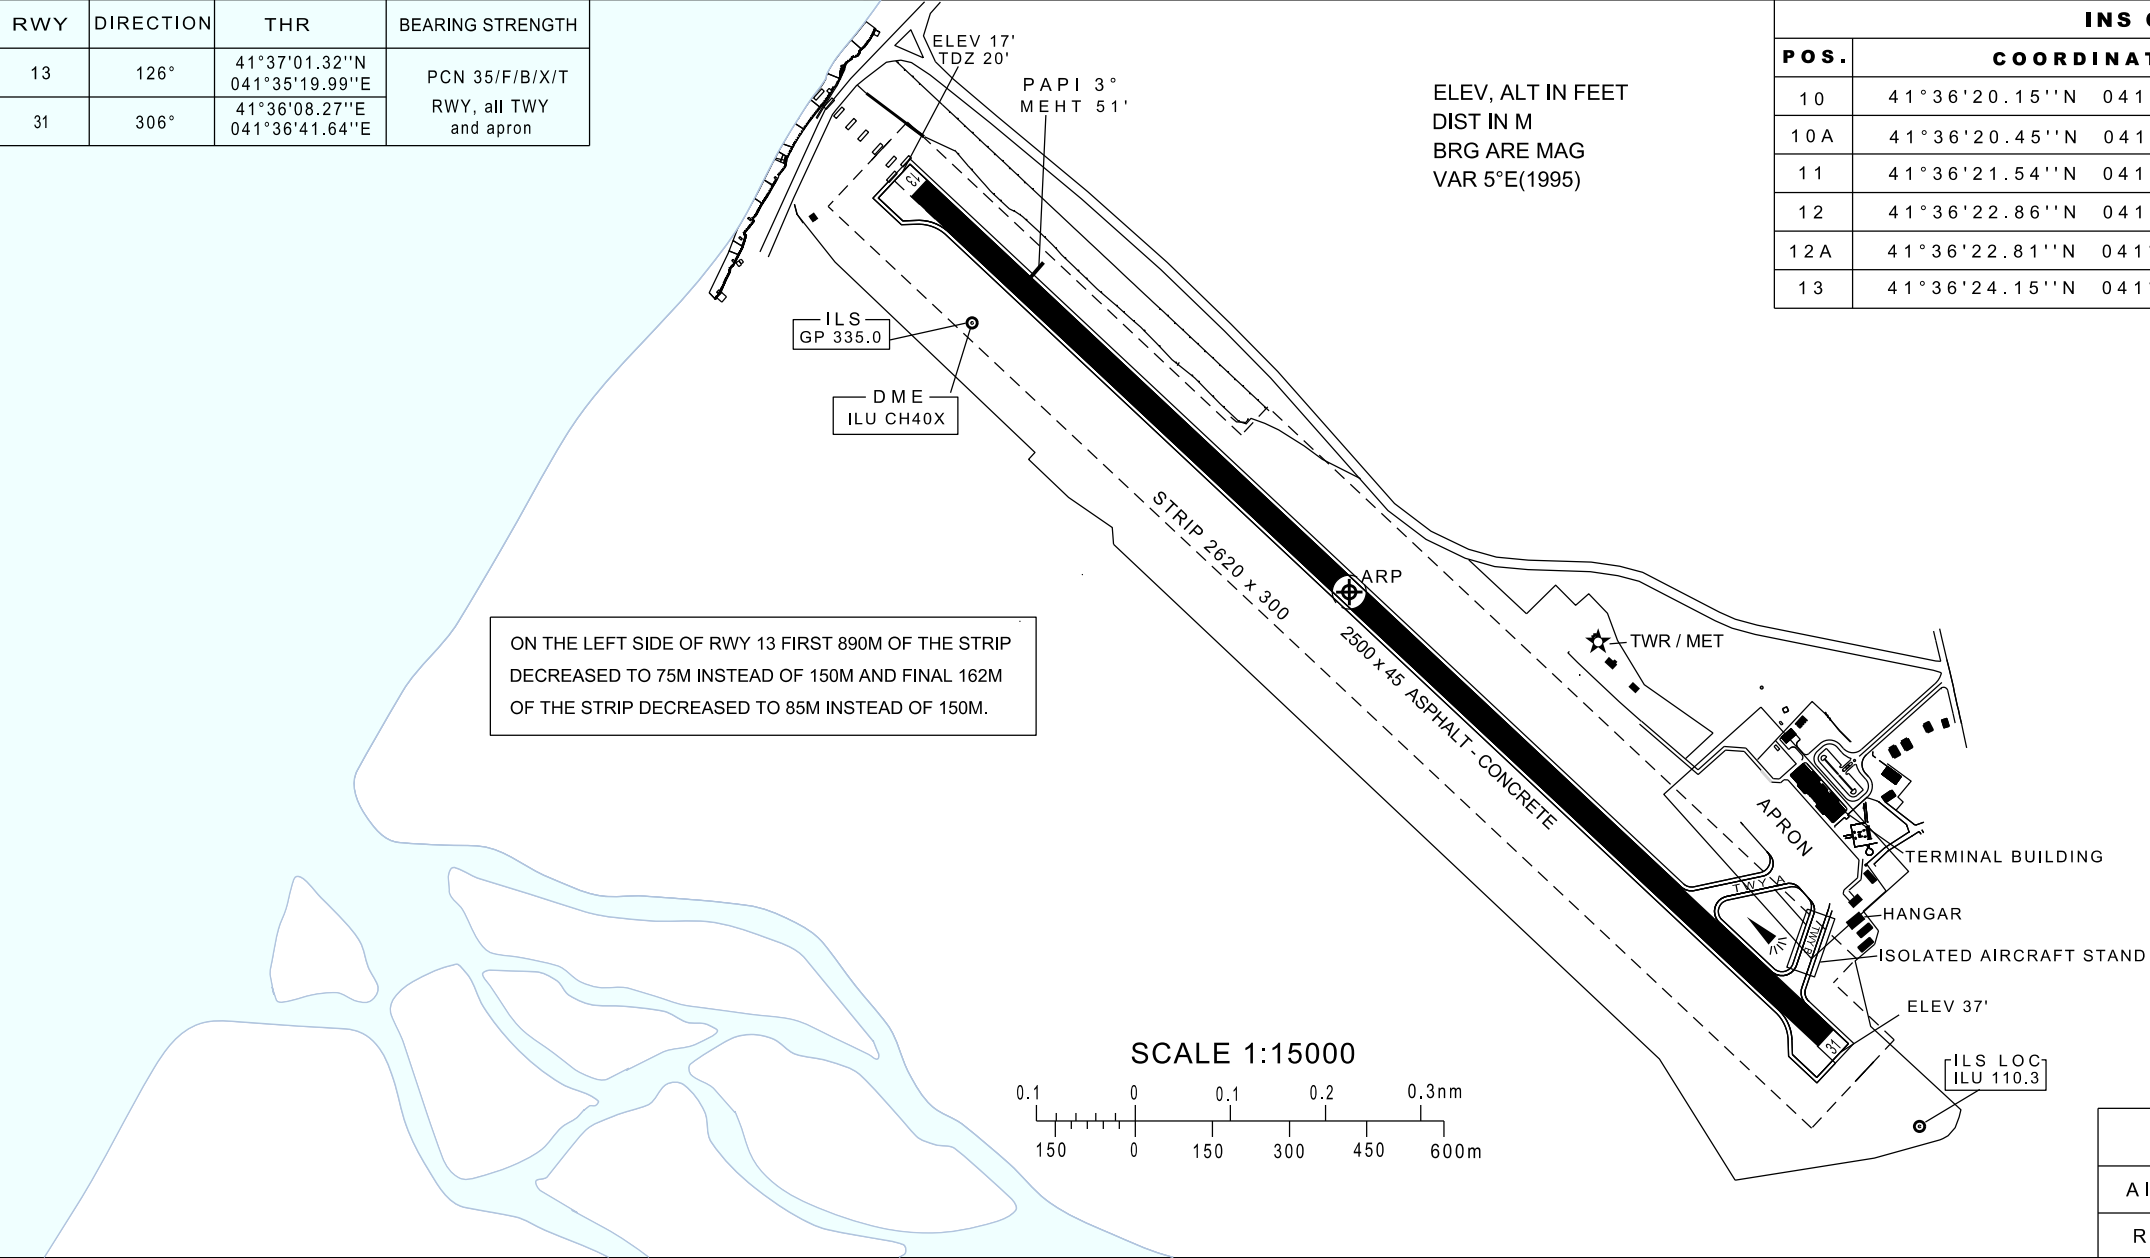 RWY DIRECTION THR BEARING STRENGTH
13 126° 41°37'01.32''N
041°35'19.99''E
31 306° 41°36'08.27''E
041°36'41.64''E
PCN 35/F/B/X/T
RWY, all TWY
and apron
ELEV 17'
TDZ 20'
PAPI 3°
MEHT 51'
ELEV, ALT IN FEET
DIST IN M
BRG ARE MAG
VAR 5°E(1995)
INS
POS. COORDINAT
10 41°36'20.15''N 041
10A 41°36'20.45''N 041
11 41°36'21.54''N 041
12 41°36'22.86''N 041
12A 41°36'22.81''N 041°
13 41°36'24.15''N 041°
13
ILS
GP 335.0
DME
ILU CH40X
STRIP 2620 x 300
ARP
2500 x 45 ASPHALT - CONCRETE
TWR / MET
ON THE LEFT SIDE OF RWY 13 FIRST 890M OF THE STRIP
DECREASED TO 75M INSTEAD OF 150M AND FINAL 162M
OF THE STRIP DECREASED TO 85M INSTEAD OF 150M.
APRON
TERMINAL BUILDING
TWY A
HANGAR
TWY B
ISOLATED AIRCRAFT STAND
ELEV 37'
31
ILS LOC
ILU 110.3
SCALE 1:15000
0.1 0 0.1 0.2 0.3nm
150 0 150 300 450 600m
AI
R